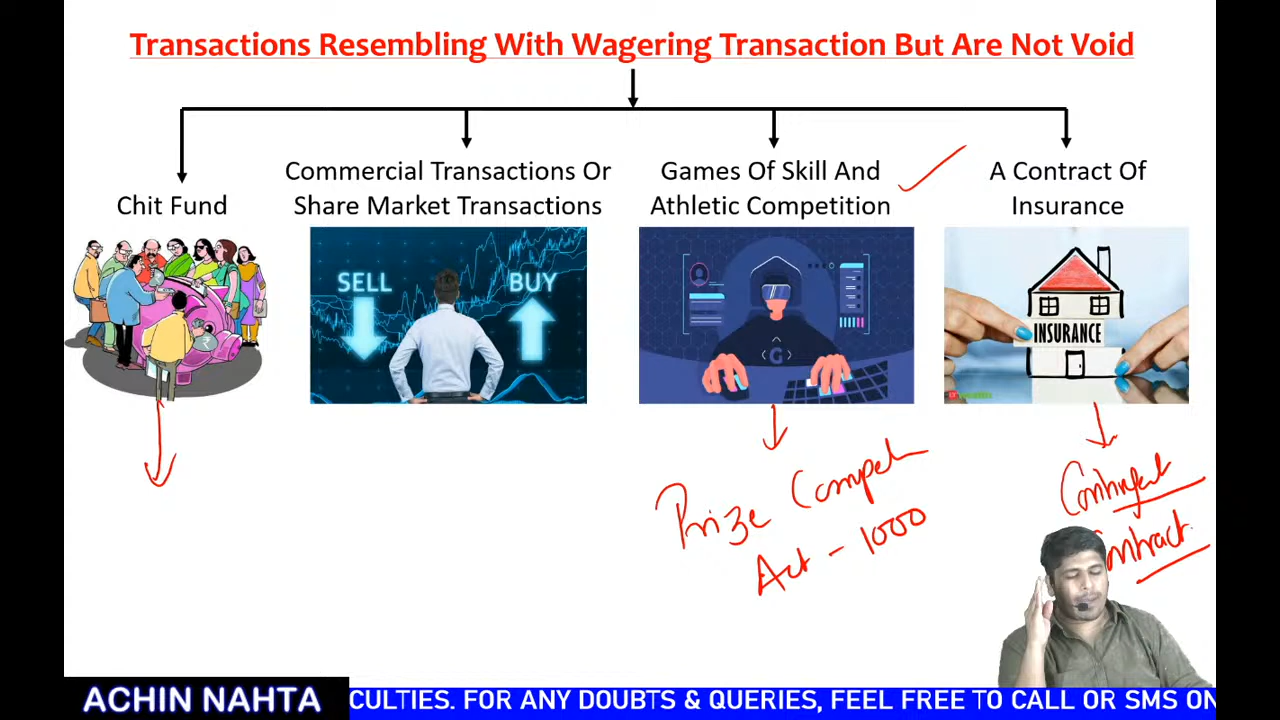 Transactions Resembling With Wagering Transaction But Are Not Void
Chit Fund
Commercial Transactions Or
Share Market Transactions
Games Of Skill And
Athletic Competition
A Contract Of
Insurance
SELL
BUY
G
INSURANCE
Prize Compet
Act - 1000
Contingent
ontract
ACHIN NAHTA
CULTIES. FOR ANY DOUBTS & QUERIES, FEEL FREE TO CALL OR SMS ON